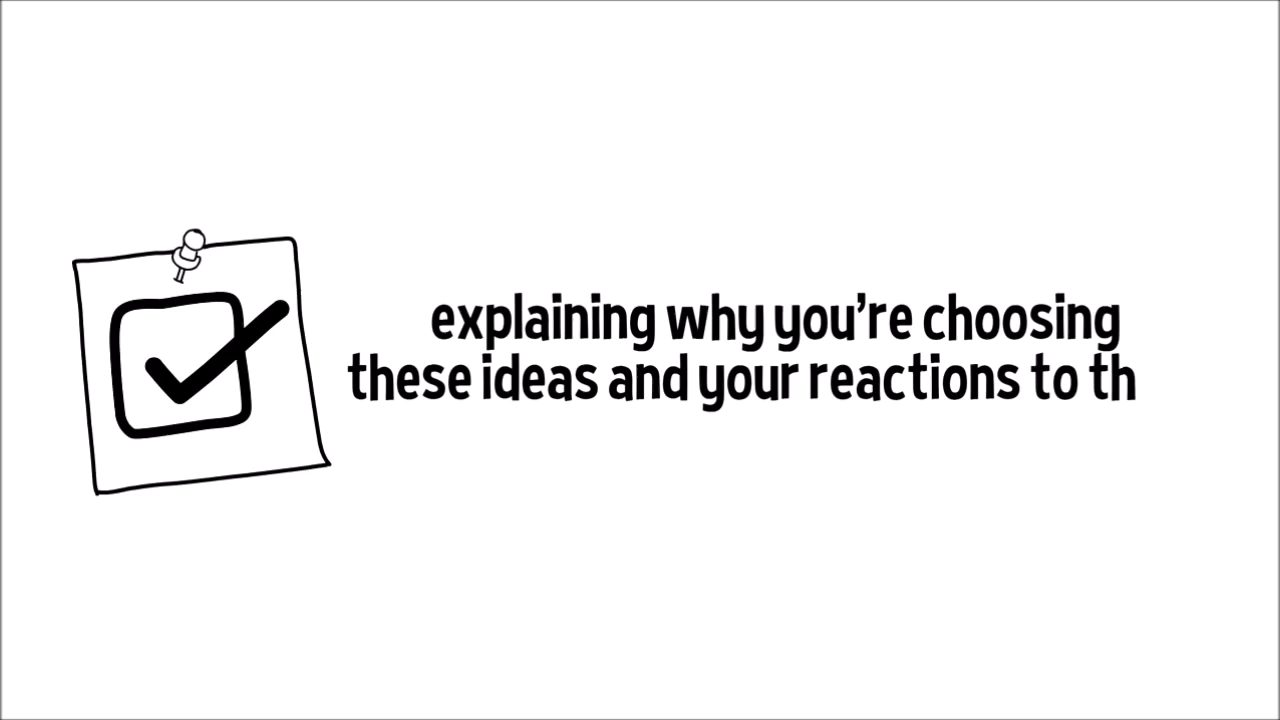 explaining why you’re choosing
these ideas and your reactions to th